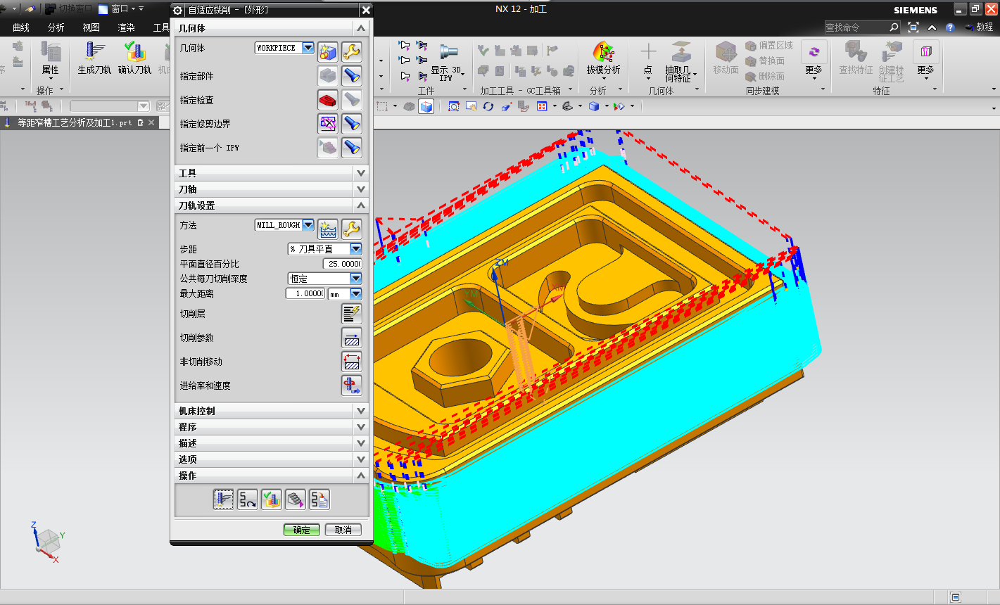 切换窗口 窗口
NX 12 - 加工
SIEMENS
曲线 分析 视图 渲染 工具
查找命令
教程
属性
生成刀轨
确认刀轨
操作
显示 3D IPW
工件
加工工具 - GC工具箱
拔模分析
分析
点
抽取几何特征
几何体
移动面
偏置区域
替换面
删除面
更多
同步建模
查找特征
创建特征工艺
更多
特征
等距窄槽工艺分析及加工1.prt
自适应铣削 - [外形]
几何体
几何体 WORKPIECE
指定部件
指定检查
指定修剪边界
指定前一个 IPW
工具
刀轴
刀轨设置
方法 MILL_ROUGH
步距 % 刀具平直
平面直径百分比 25.0000
公共每刀切削深度 恒定
最大距离 1.0000 mm
切削层
切削参数
非切削移动
进给率和速度
机床控制
程序
描述
选项
操作
确定 取消
ZM
YM
XM
Z
Y
X